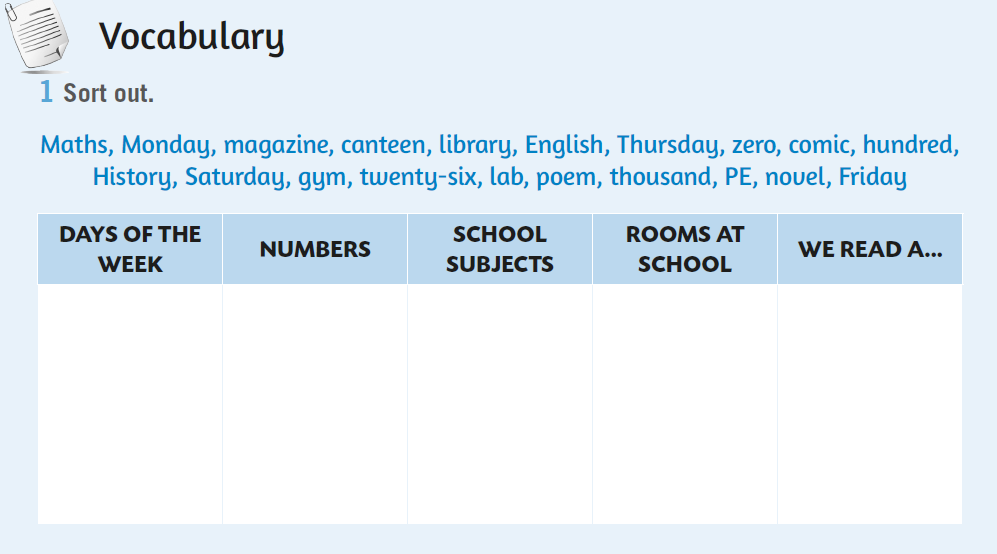 Vocabulary
1 Sort out.
Maths, Monday, magazine, canteen, library, English, Thursday, zero, comic, hundred,
History, Saturday, gym, twenty-six, lab, poem, thousand, PE, novel, Friday
DAYS OF THE
WEEK
NUMBERS
SCHOOL
SUBJECTS
ROOMS AT
SCHOOL
WE READ A...